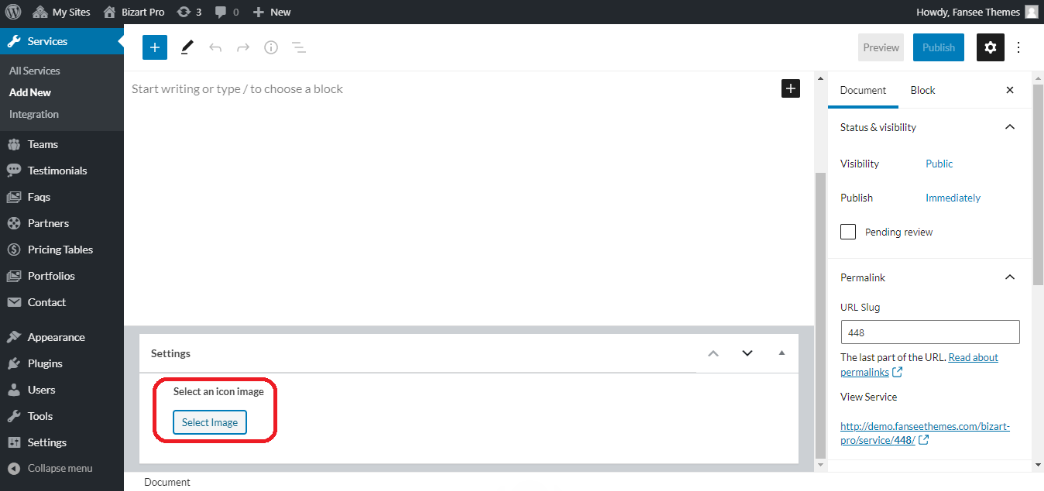 My Sites
Bizart Pro
3
0
New
Howdy, Fansee Themes
Services
All Services
Add New
Integration
Teams
Testimonials
Faqs
Partners
Pricing Tables
Portfolios
Contact
Appearance
Plugins
Users
Tools
Settings
Collapse menu
Preview
Publish
Start writing or type / to choose a block
Settings
Select an icon image
Select Image
Document
Document
Block
Status & visibility
Visibility
Public
Publish
Immediately
Pending review
Permalink
URL Slug
448
The last part of the URL. Read about
permalinks
View Service
http://demo.fanseethemes.com/bizart-
pro/service/448/